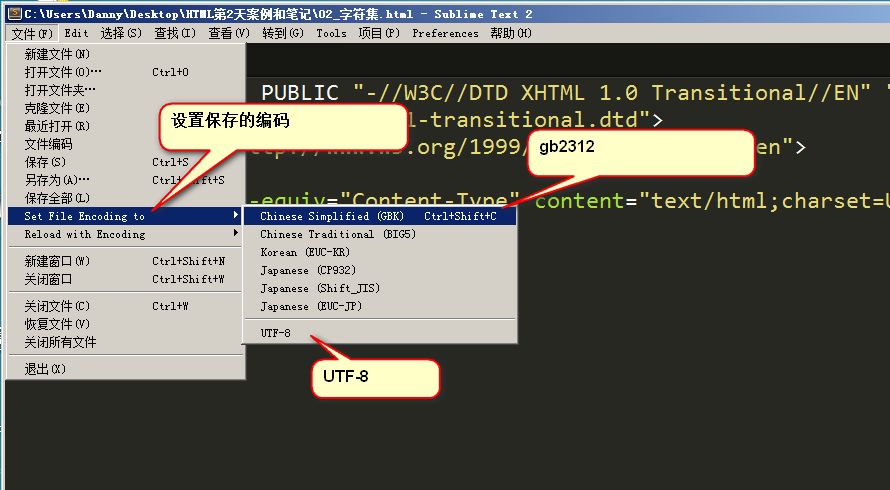 C:\Users\Danny\Desktop\HTML第2天案例和笔记\02_字符集.html - Sublime Text 2
文件(F) Edit 选择(S) 查找(I) 查看(V) 转到(G) Tools 项目(P) Preferences 帮助(H)
新建文件(N)
打开文件(O)… Ctrl+O
打开文件夹…
克隆文件(E)
最近打开(R)
文件编码
保存(S) Ctrl+S
另存为(A)… Shift+S
保存全部(L)
Set File Encoding to
Reload with Encoding
新建窗口(W) Ctrl+Shift+N
关闭窗口 Ctrl+Shift+W
关闭文件(C) Ctrl+W
恢复文件(V)
关闭所有文件
退出(X)
设置保存的编码
PUBLIC "-//W3C//DTD XHTML 1.0 Transitional//EN" "
l-transitional.dtd">
.org/1999/
en">
gb2312
-equiv="Content-Type" content="text/html;charset=U
Chinese Simplified (GBK) Ctrl+Shift+C
Chinese Traditional (BIG5)
Korean (EUC-KR)
Japanese (CP932)
Japanese (Shift_JIS)
Japanese (EUC-JP)
UTF-8
UTF-8